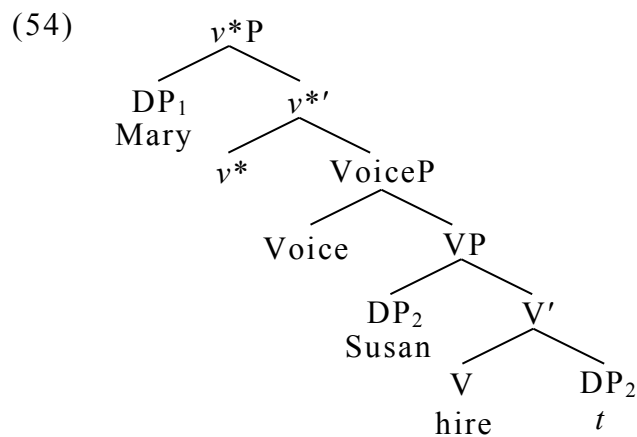 (54)
v*P
DP₁ v*′
Mary
v* VoiceP
Voice VP
DP₂ V′
Susan
V DP₂
hire t